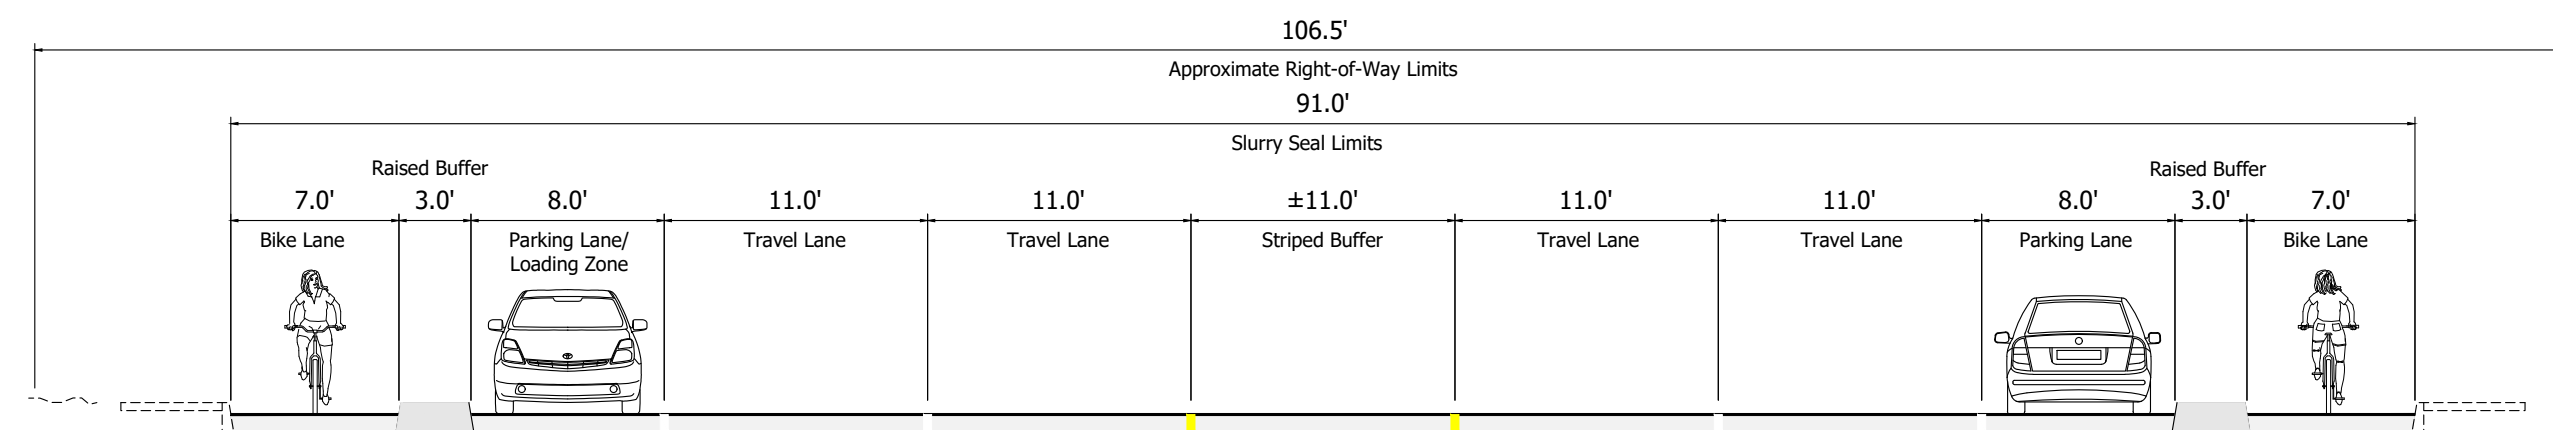 106.5'
Approximate Right-of-Way Limits
91.0'
Slurry Seal Limits
Raised Buffer Raised Buffer
7.0' 3.0' 8.0' 11.0' 11.0' ±11.0' 11.0' 11.0' 8.0' 3.0' 7.0'
Bike Lane Parking Lane/ Travel Lane Travel Lane Striped Buffer Travel Lane Travel Lane Parking Lane Bike Lane
Loading Zone